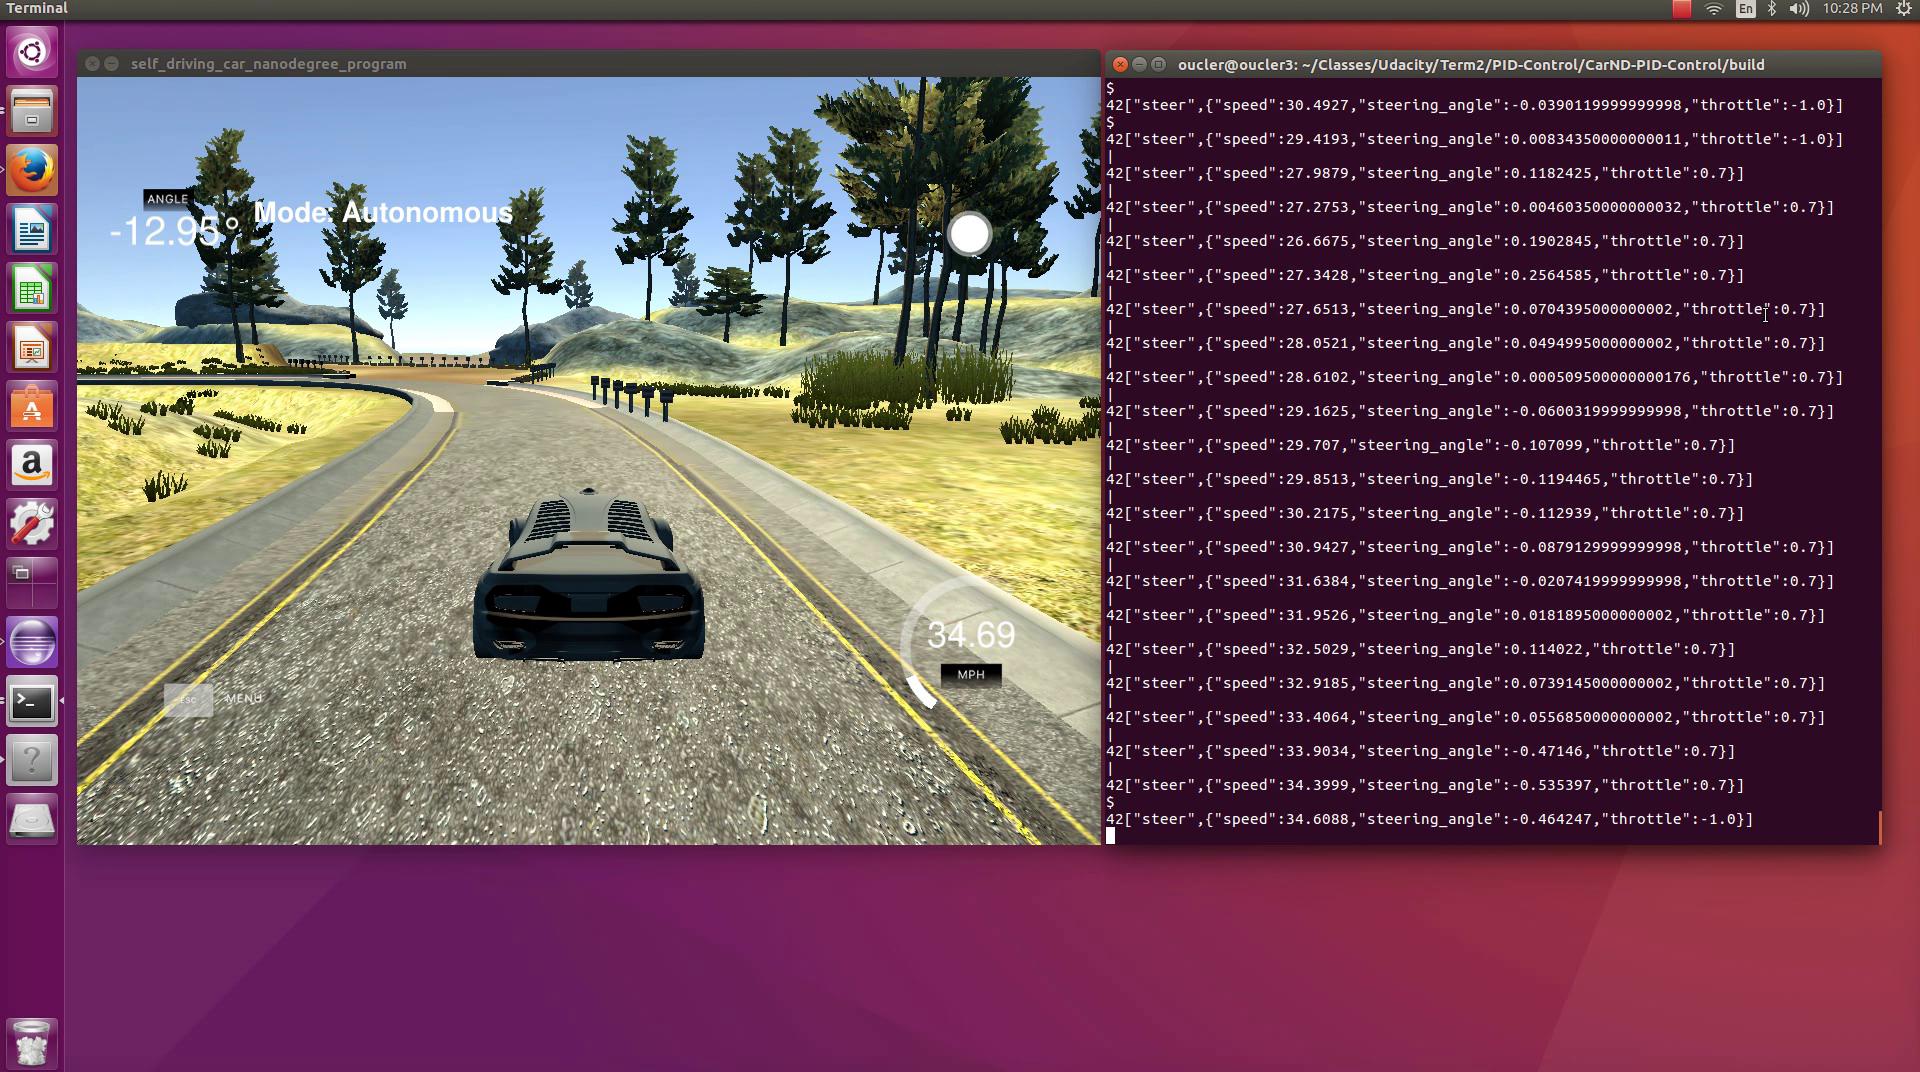 Terminal
En
10:28 PM
self_driving_car_nanodegree_program
ANGLE
-12.95°
Mode: Autonomous
34.69
MPH
ESC
MENU
oucler@oucler3: ~/Classes/Udacity/Term2/PID-Control/CarND-PID-Control/build
$
42["steer",{"speed":30.4927,"steering_angle":-0.0390119999999998,"throttle":-1.0}]
$
42["steer",{"speed":29.4193,"steering_angle":0.00834350000000011,"throttle":-1.0}]
|
42["steer",{"speed":27.9879,"steering_angle":0.1182425,"throttle":0.7}]
|
42["steer",{"speed":27.2753,"steering_angle":0.00460350000000032,"throttle":0.7}]
|
42["steer",{"speed":26.6675,"steering_angle":0.1902845,"throttle":0.7}]
|
42["steer",{"speed":27.3428,"steering_angle":0.2564585,"throttle":0.7}]
|
42["steer",{"speed":27.6513,"steering_angle":0.0704395000000002,"throttle":0.7}]
|
42["steer",{"speed":28.0521,"steering_angle":0.0494995000000002,"throttle":0.7}]
|
42["steer",{"speed":28.6102,"steering_angle":0.000509500000000176,"throttle":0.7}]
|
42["steer",{"speed":29.1625,"steering_angle":-0.0600319999999998,"throttle":0.7}]
|
42["steer",{"speed":29.707,"steering_angle":-0.107099,"throttle":0.7}]
|
42["steer",{"speed":29.8513,"steering_angle":-0.1194465,"throttle":0.7}]
|
42["steer",{"speed":30.2175,"steering_angle":-0.112939,"throttle":0.7}]
|
42["steer",{"speed":30.9427,"steering_angle":-0.0879129999999998,"throttle":0.7}]
|
42["steer",{"speed":31.6384,"steering_angle":-0.0207419999999998,"throttle":0.7}]
|
42["steer",{"speed":31.9526,"steering_angle":0.0181895000000002,"throttle":0.7}]
|
42["steer",{"speed":32.5029,"steering_angle":0.114022,"throttle":0.7}]
|
42["steer",{"speed":32.9185,"steering_angle":0.0739145000000002,"throttle":0.7}]
|
42["steer",{"speed":33.4064,"steering_angle":0.0556850000000002,"throttle":0.7}]
|
42["steer",{"speed":33.9034,"steering_angle":-0.47146,"throttle":0.7}]
|
42["steer",{"speed":34.3999,"steering_angle":-0.535397,"throttle":0.7}]
$
42["steer",{"speed":34.6088,"steering_angle":-0.464247,"throttle":-1.0}]